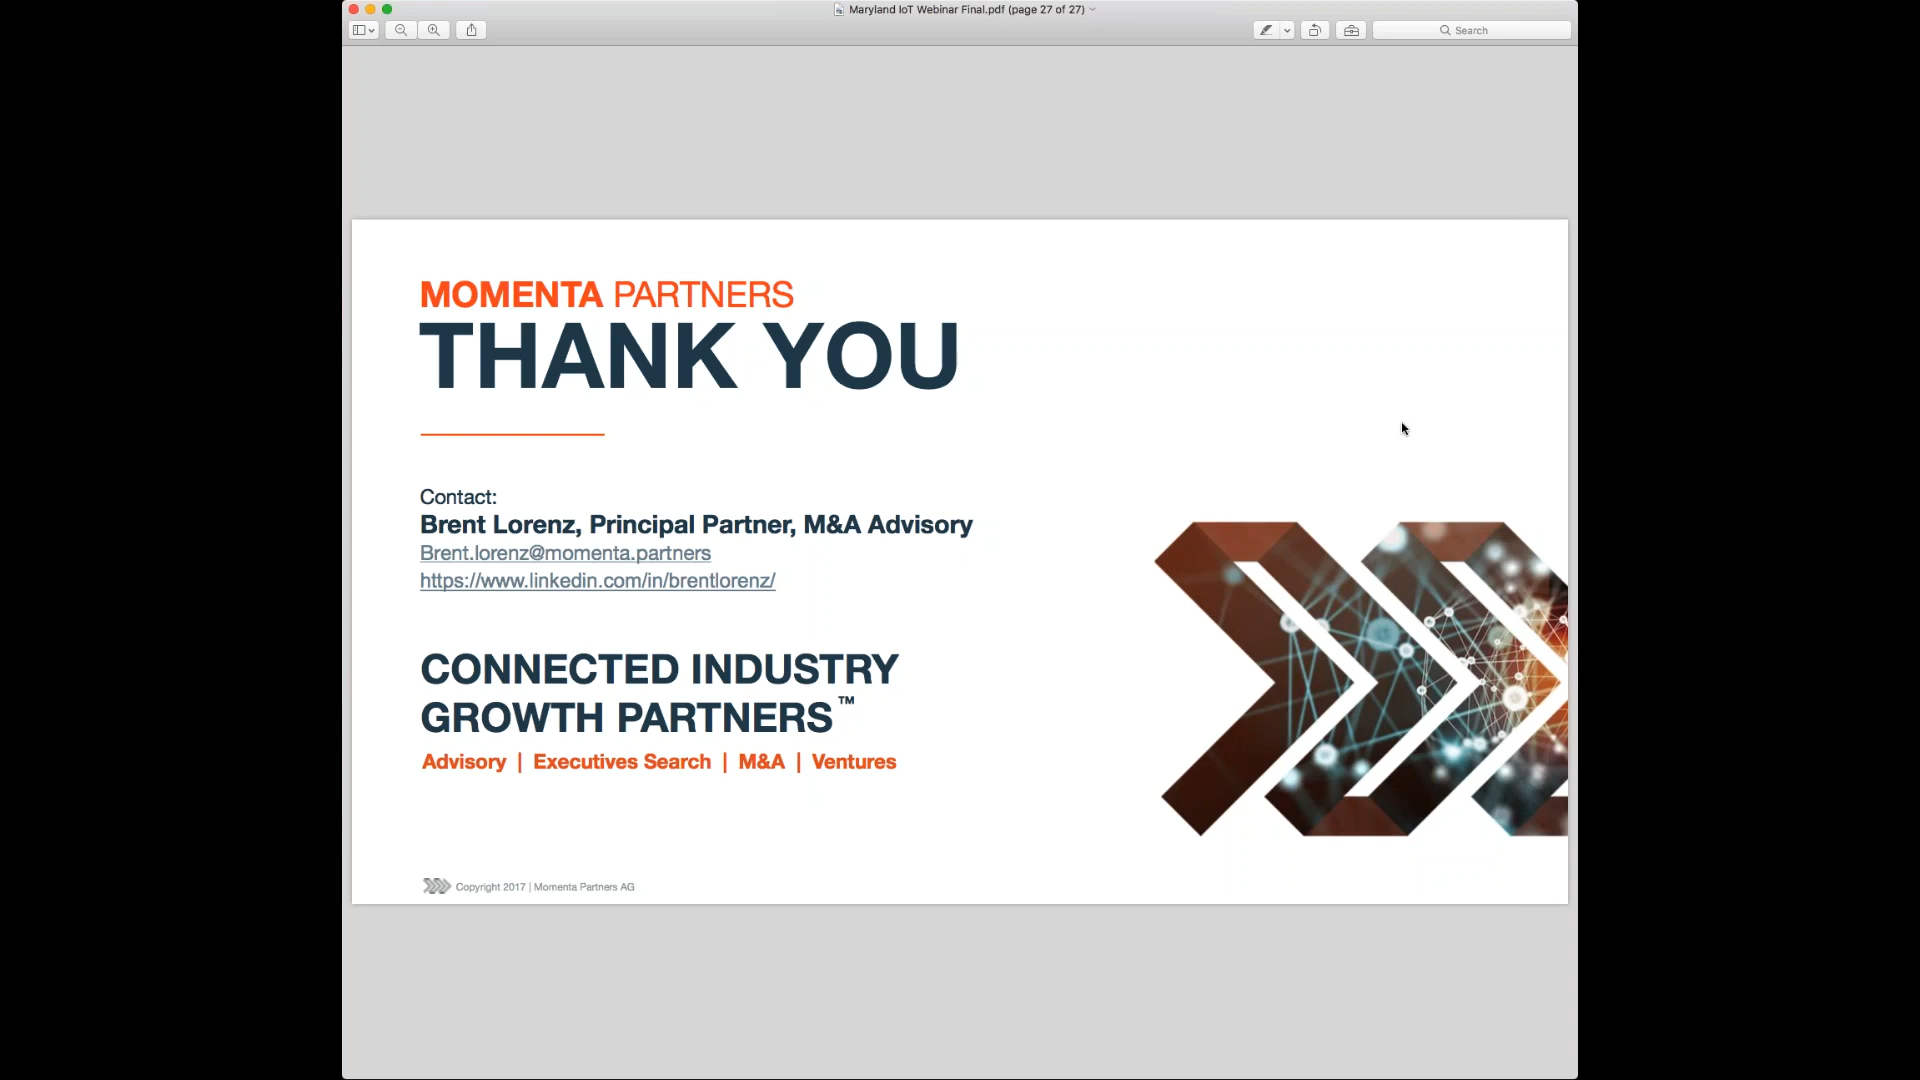 Maryland IoT Webinar Final.pdf (page 27 of 27)
Search
MOMENTA PARTNERS
THANK YOU
Contact:
Brent Lorenz, Principal Partner, M&A Advisory
Brent.lorenz@momenta.partners
https://www.linkedin.com/in/brentlorenz/
CONNECTED INDUSTRY
GROWTH PARTNERS™
Advisory | Executives Search | M&A | Ventures
Copyright 2017 | Momenta Partners AG